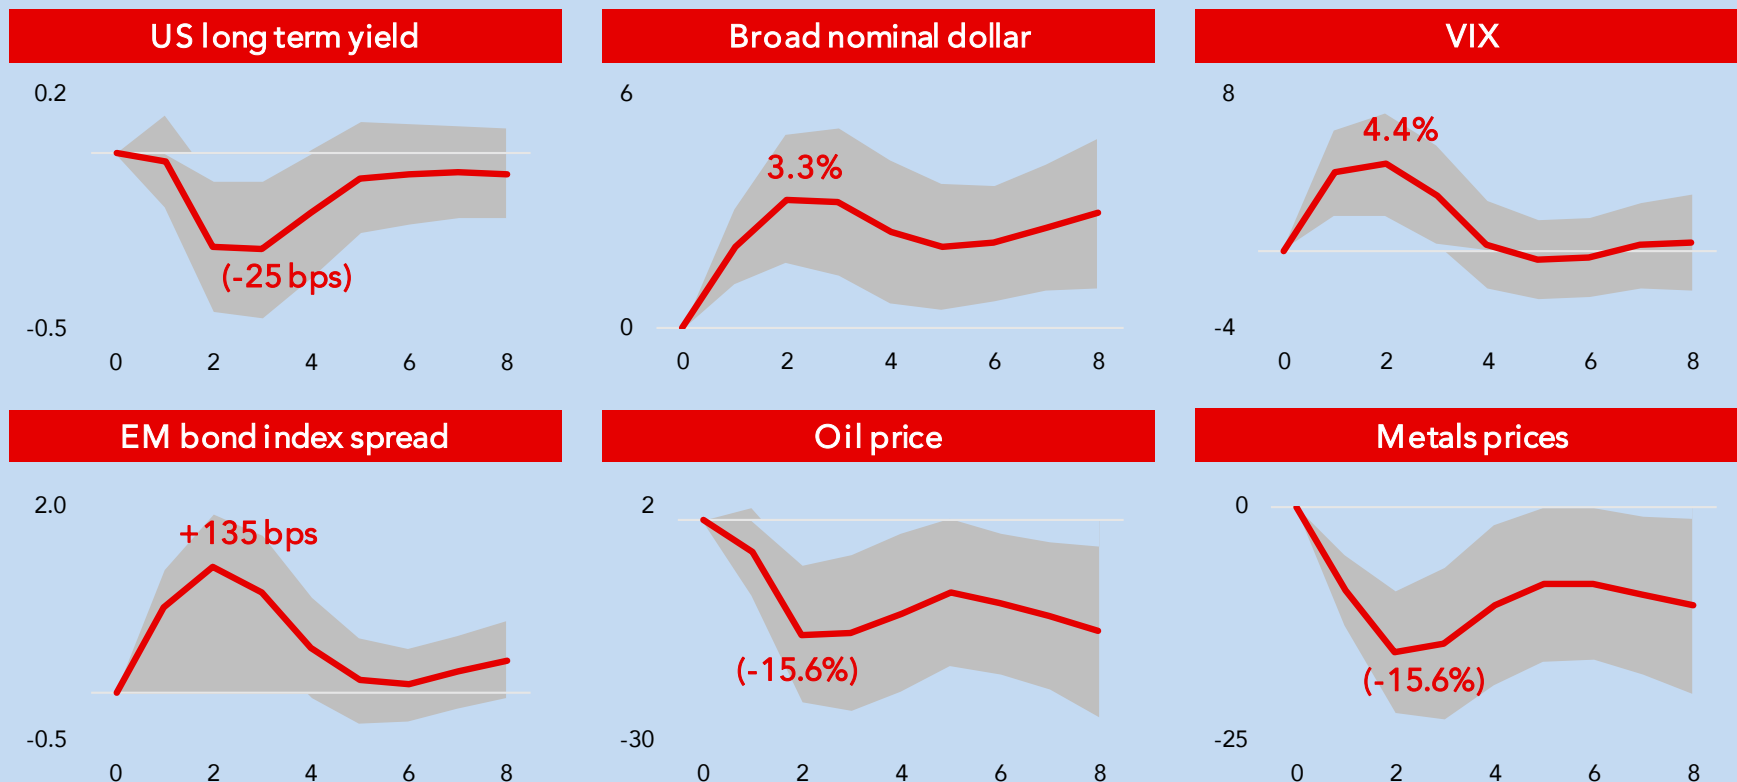 US long term yield
Broad nominal dollar
VIX
0.2
(-25 bps)
-0.5
0 2 4 6 8
6
3.3%
0
0 2 4 6 8
8
4.4%
-4
0 2 4 6 8
EM bond index spread
Oil price
Metals prices
2.0
+135 bps
-0.5
0 2 4 6 8
2
(-15.6%)
-30
0 2 4 6 8
0
(-15.6%)
-25
0 2 4 6 8